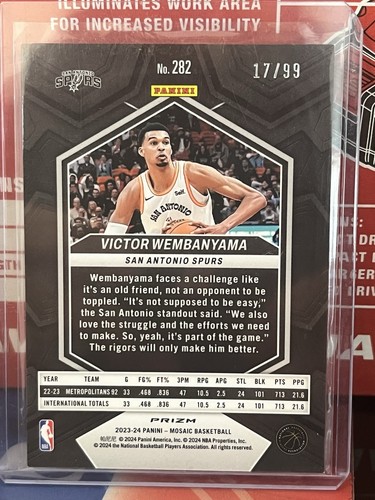 ILLUMINATES WORK AREA
FOR INCREASED VISIBILITY
SAN ANTONIO
SPURS
No. 282
17/99
PANINI
SAN ANTONIO
VICTOR WEMBANYAMA
SAN ANTONIO SPURS
Wembanyama faces a challenge like
it's an old friend, not an opponent to be
toppled. “It's not supposed to be easy,”
the San Antonio standout said. “We also
love the struggle and the efforts we need
to make. So, yeah, it's part of the game.”
The rigors will only make him better.
YEAR TEAM G FG% FT% 3PM RPG APG STL BLK PTS PPG
22-23 METROPOLITANS 92 33 .468 .836 47 10.5 2.5 24 101 713 21.6
INTERNATIONAL TOTALS 33 .468 .836 47 10.5 2.5 24 101 713 21.6
PRIZM
2023-24 PANINI – MOSAIC BASKETBALL
帕尼尼 © 2024 Panini America, Inc. © 2024 NBA Properties, Inc.
© 2024 the National Basketball Players Association. All rights reserved.
NBA